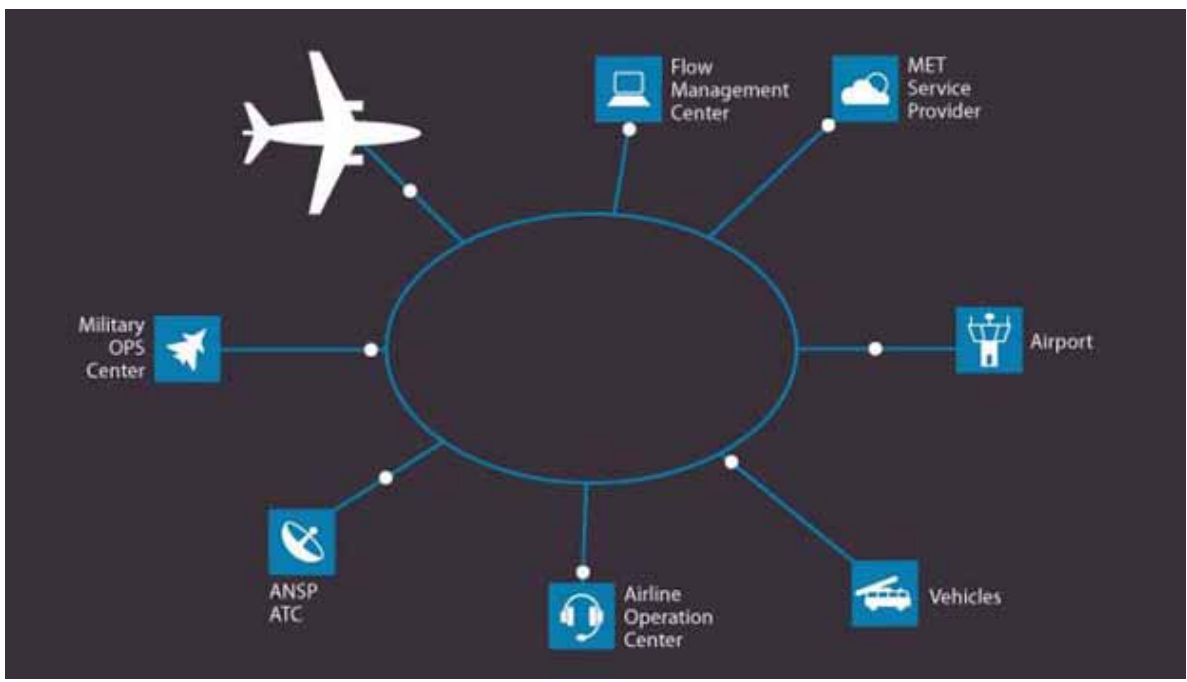 Flow
Management
Center
MET
Service
Provider
Military
OPS
Center
Airport
ANSP
ATC
Airline
Operation
Center
Vehicles